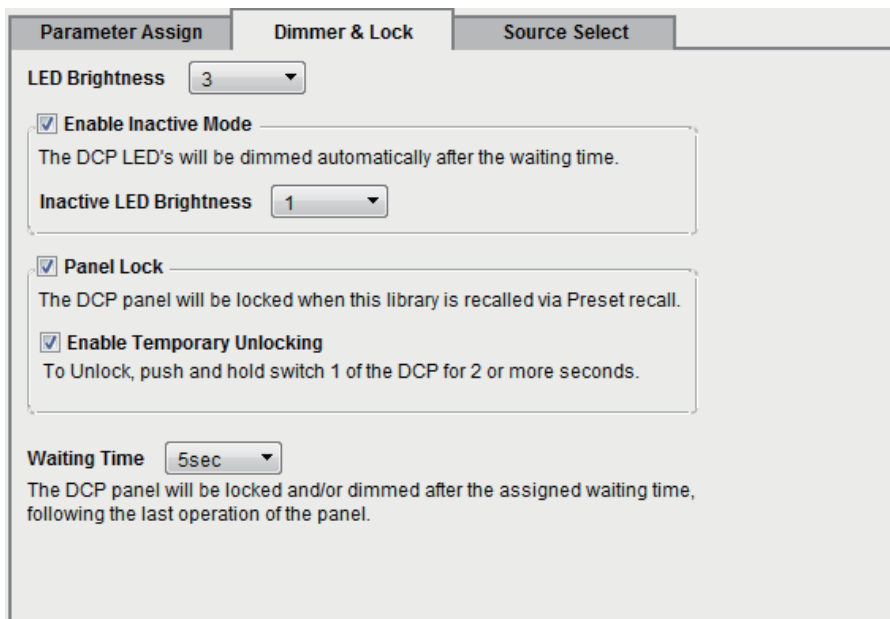 Parameter Assign Dimmer & Lock Source Select
LED Brightness 3
Enable Inactive Mode
The DCP LED's will be dimmed automatically after the waiting time.
Inactive LED Brightness 1
Panel Lock
The DCP panel will be locked when this library is recalled via Preset recall.
Enable Temporary Unlocking
To Unlock, push and hold switch 1 of the DCP for 2 or more seconds.
Waiting Time 5sec
The DCP panel will be locked and/or dimmed after the assigned waiting time,
following the last operation of the panel.